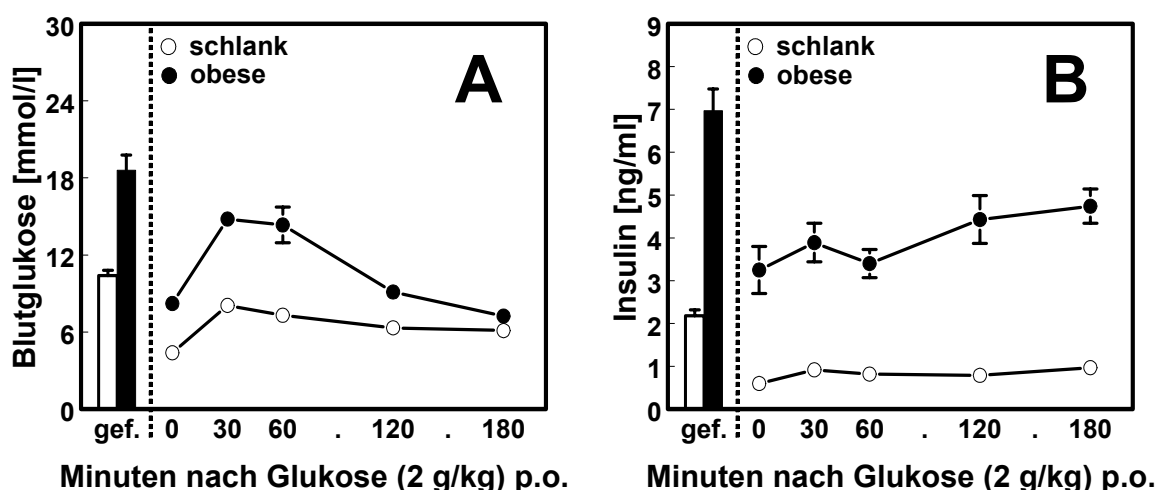 Blutglukose [mmol/l]
30
24
18
12
6
0
schlank
obese
A
gef. 0 30 60 . 120 . 180
Minuten nach Glukose (2 g/kg) p.o.
Insulin [ng/ml]
9
8
7
6
5
4
3
2
1
0
schlank
obese
B
gef. 0 30 60 . 120 . 180
Minuten nach Glukose (2 g/kg) p.o.